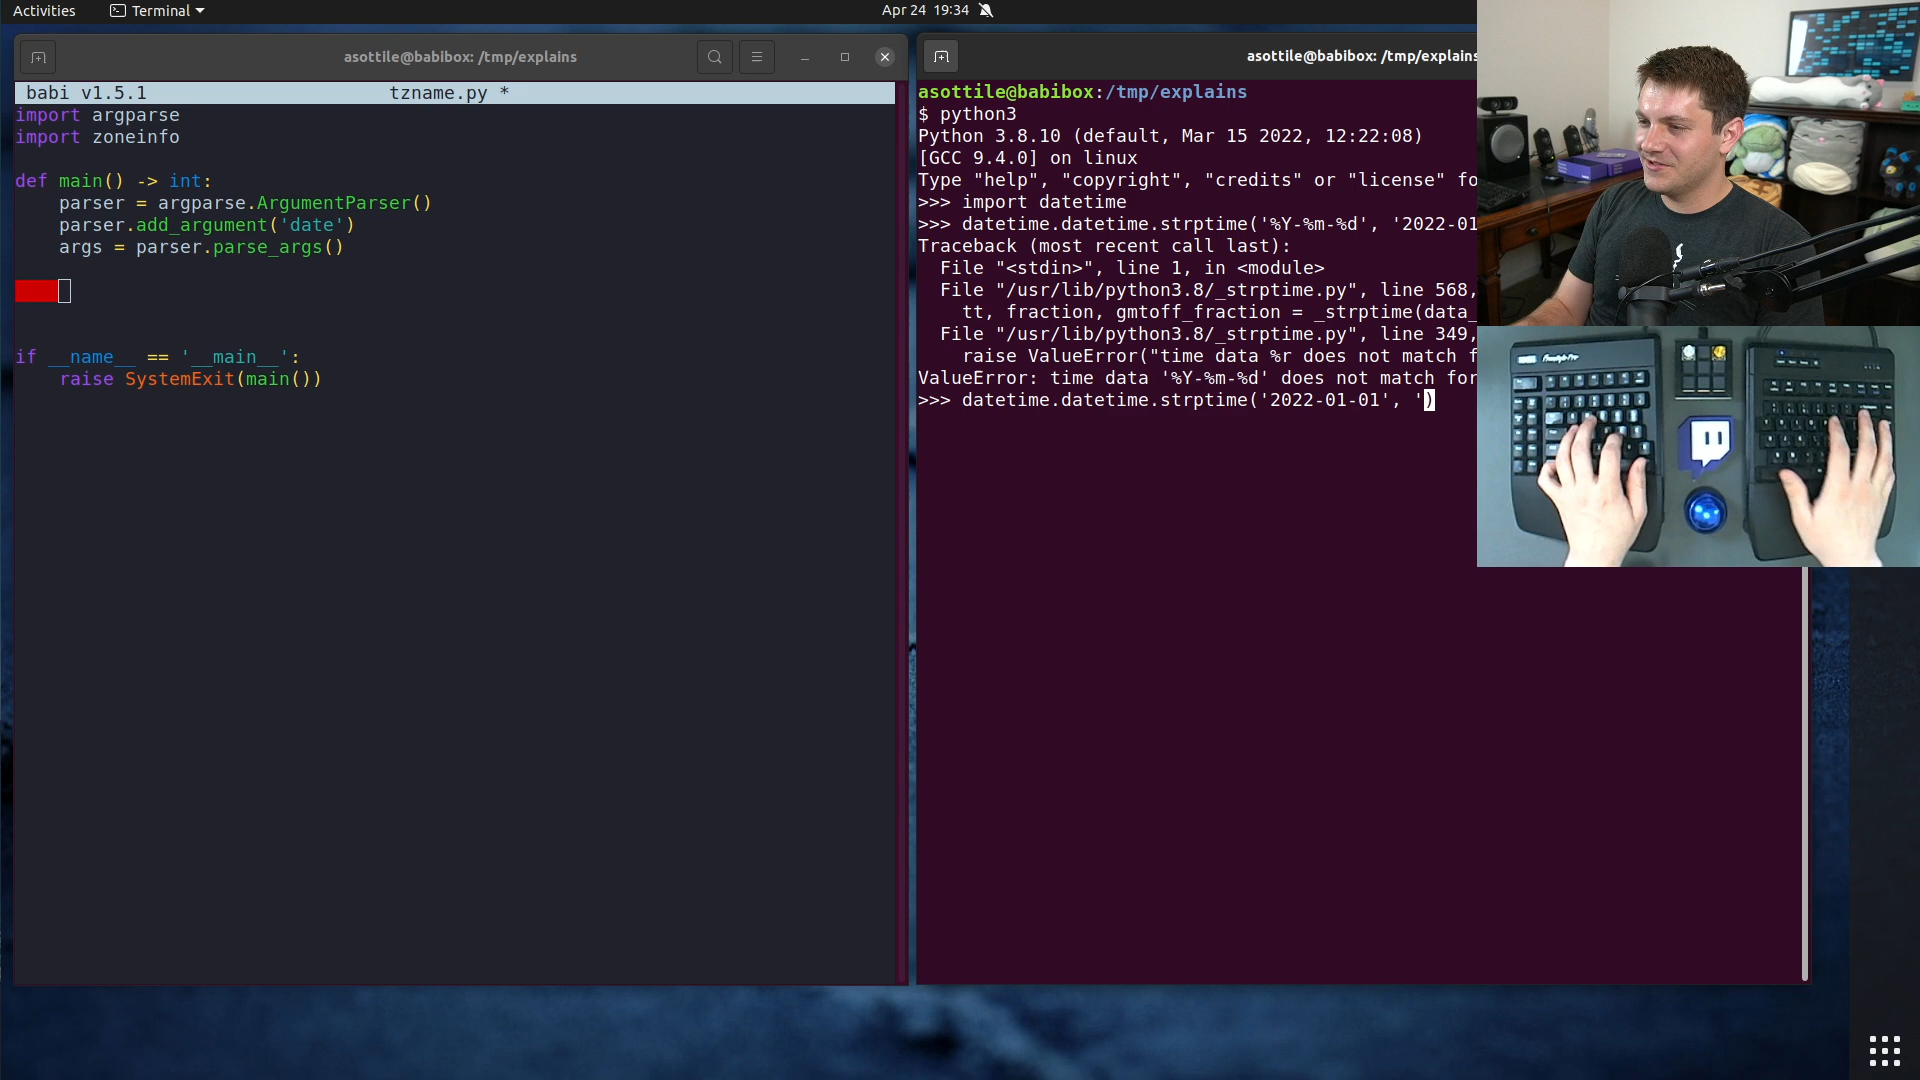 Activities
Terminal
Apr 24 19:34
asottile@babibox: /tmp/explains
babi v1.5.1 tzname.py *
import argparse
import zoneinfo
def main() -> int:
parser = argparse.ArgumentParser()
parser.add_argument('date')
args = parser.parse_args()
if __name__ == '__main__':
raise SystemExit(main())
asottile@babibox: /tmp/explains
asottile@babibox:/tmp/explains
$ python3
Python 3.8.10 (default, Mar 15 2022, 12:22:08)
[GCC 9.4.0] on linux
Type "help", "copyright", "credits" or "license" fo
>>> import datetime
>>> datetime.datetime.strptime('%Y-%m-%d', '2022-01
Traceback (most recent call last):
File "<stdin>", line 1, in <module>
File "/usr/lib/python3.8/_strptime.py", line 568,
tt, fraction, gmtoff_fraction = _strptime(data_
File "/usr/lib/python3.8/_strptime.py", line 349,
raise ValueError("time data %r does not match f
ValueError: time data '%Y-%m-%d' does not match for
>>> datetime.datetime.strptime('2022-01-01', ')